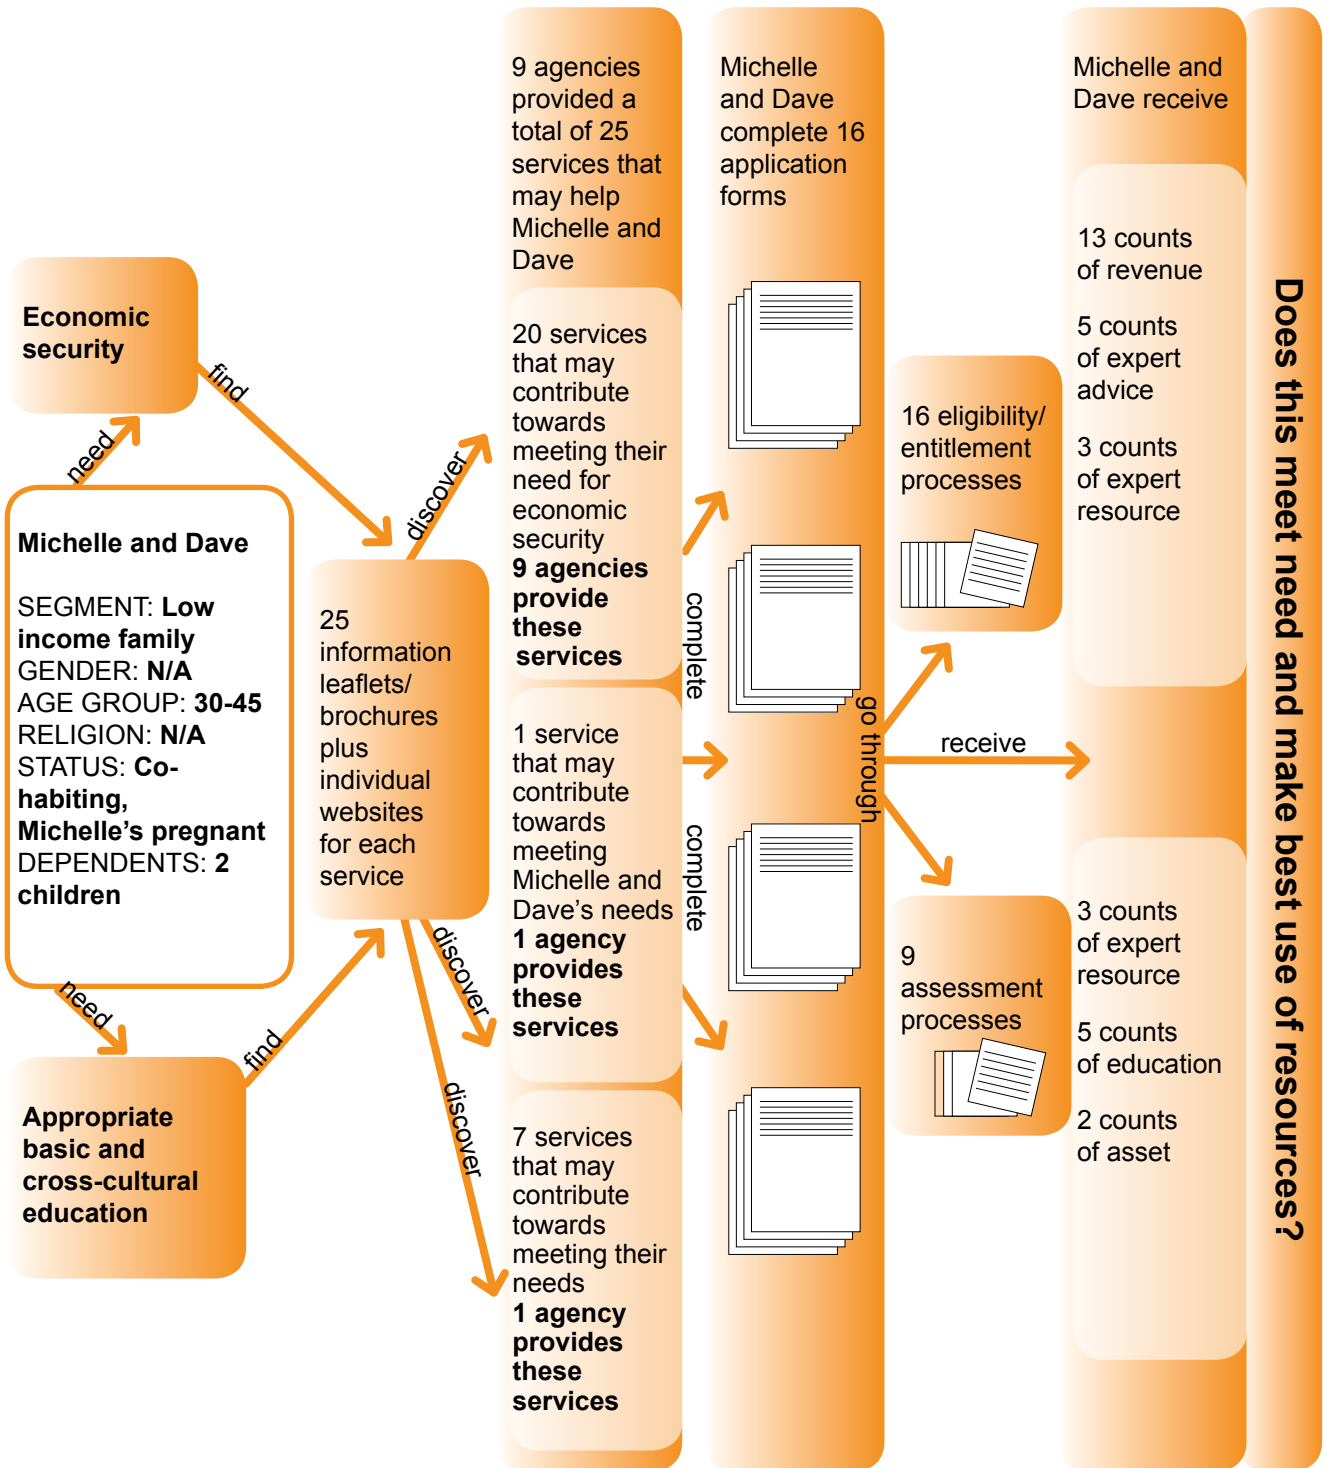 Economic
security
need
find
Michelle and Dave
SEGMENT: Low
income family
GENDER: N/A
AGE GROUP: 30-45
RELIGION: N/A
STATUS: Co-
habiting,
Michelle’s pregnant
DEPENDENTS: 2
children
need
find
Appropriate
basic and
cross-cultural
education
25
information
leaflets/
brochures
plus
individual
websites
for each
service
discover
discover
discover
9 agencies
provided a
total of 25
services that
may help
Michelle and
Dave
20 services
that may
contribute
towards
meeting their
need for
economic
security
9 agencies
provide
these
services
1 service
that may
contribute
towards
meeting
Michelle and
Dave’s needs
1 agency
provides
these
services
7 services
that may
contribute
towards
meeting their
needs
1 agency
provides
these
services
complete
complete
Michelle
and Dave
complete 16
application
forms
go through
16 eligibility/
entitlement
processes
receive
9
assessment
processes
Michelle and
Dave receive
13 counts
of revenue
5 counts
of expert
advice
3 counts
of expert
resource
3 counts
of expert
resource
5 counts
of education
2 counts
of asset
Does this meet need and make best use of resources?